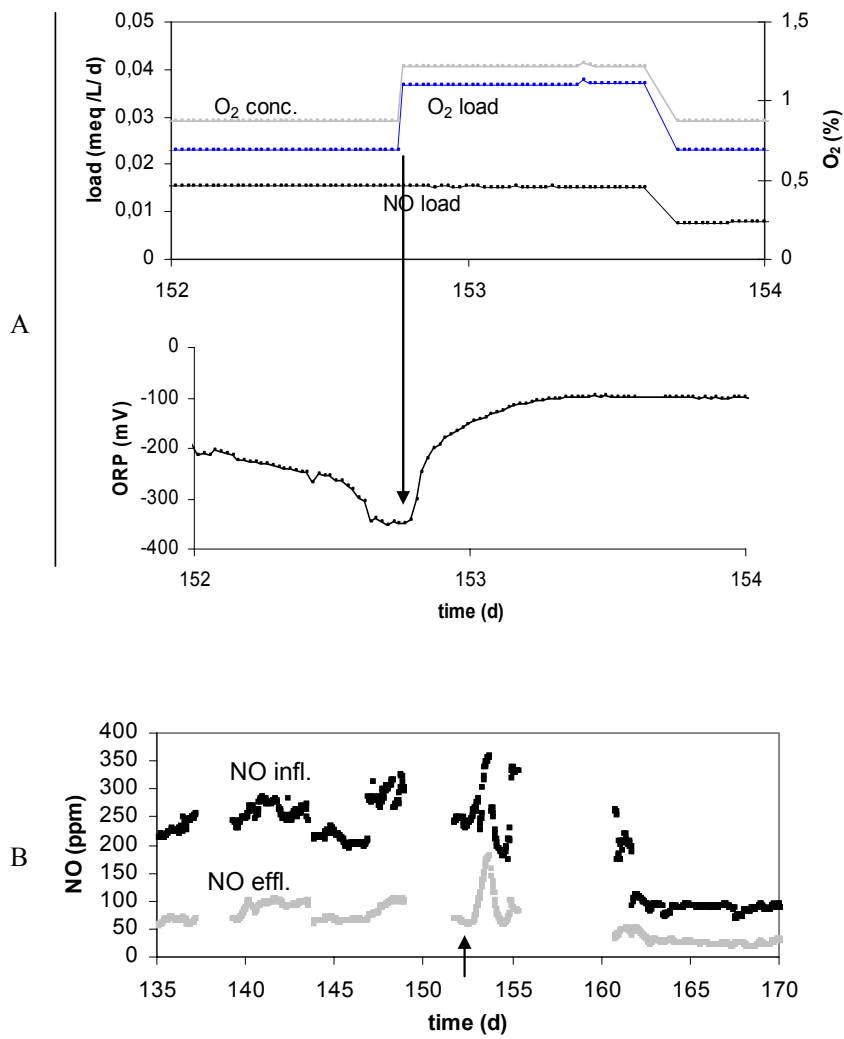 A
load (meq /L/ d)
0,05
0,04
0,03
0,02
0,01
0
O2 conc.
O2 load
NO load
1,5
1
0,5
0
O2 (%)
152
153
154
ORP (mV)
0
-100
-200
-300
-400
152
153
154
time (d)
B
NO (ppm)
400
350
300
250
200
150
100
50
0
NO infl.
NO effl.
135
140
145
150
155
160
165
170
time (d)